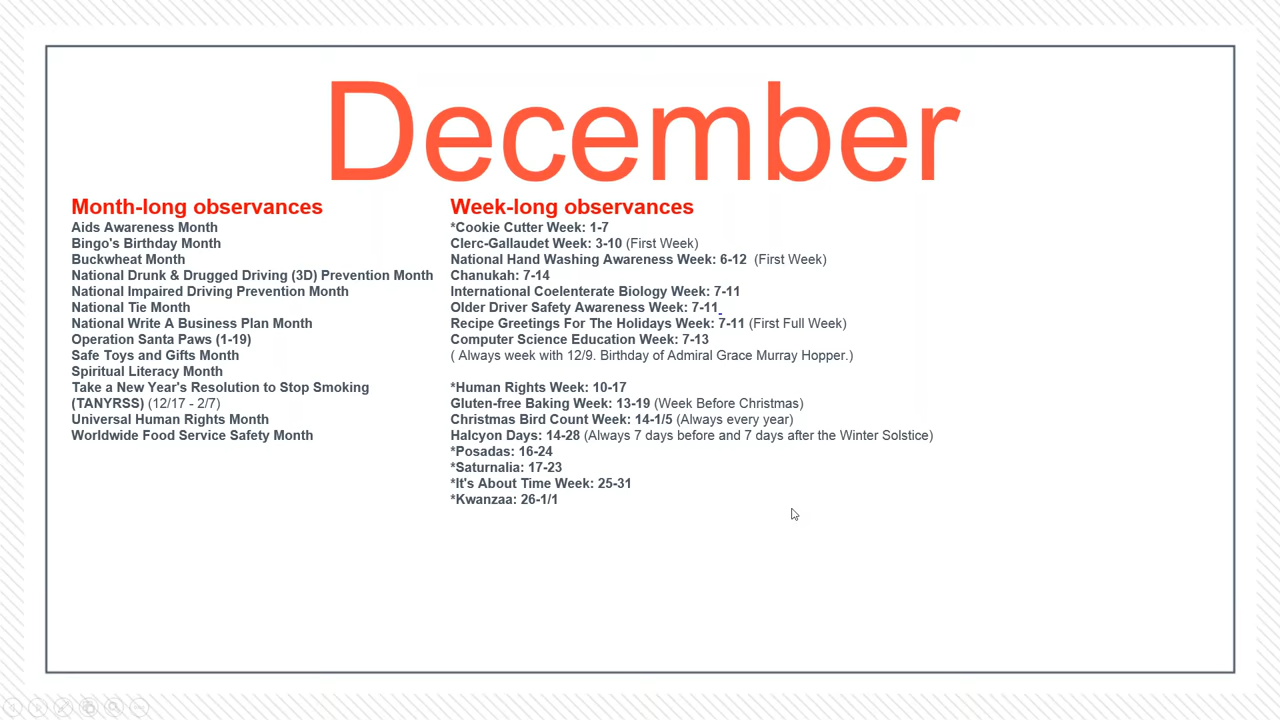 December
Month-long observances
Aids Awareness Month
Bingo's Birthday Month
Buckwheat Month
National Drunk & Drugged Driving (3D) Prevention Month
National Impaired Driving Prevention Month
National Tie Month
National Write A Business Plan Month
Operation Santa Paws (1-19)
Safe Toys and Gifts Month
Spiritual Literacy Month
Take a New Year's Resolution to Stop Smoking
(TANYRSS) (12/17 - 2/7)
Universal Human Rights Month
Worldwide Food Service Safety Month
Week-long observances
*Cookie Cutter Week: 1-7
Clerc-Gallaudet Week: 3-10 (First Week)
National Hand Washing Awareness Week: 6-12 (First Week)
Chanukah: 7-14
International Coelenterate Biology Week: 7-11
Older Driver Safety Awareness Week: 7-11
Recipe Greetings For The Holidays Week: 7-11 (First Full Week)
Computer Science Education Week: 7-13
( Always week with 12/9. Birthday of Admiral Grace Murray Hopper.)
*Human Rights Week: 10-17
Gluten-free Baking Week: 13-19 (Week Before Christmas)
Christmas Bird Count Week: 14-1/5 (Always every year)
Halcyon Days: 14-28 (Always 7 days before and 7 days after the Winter Solstice)
*Posadas: 16-24
*Saturnalia: 17-23
*It's About Time Week: 25-31
*Kwanzaa: 26-1/1